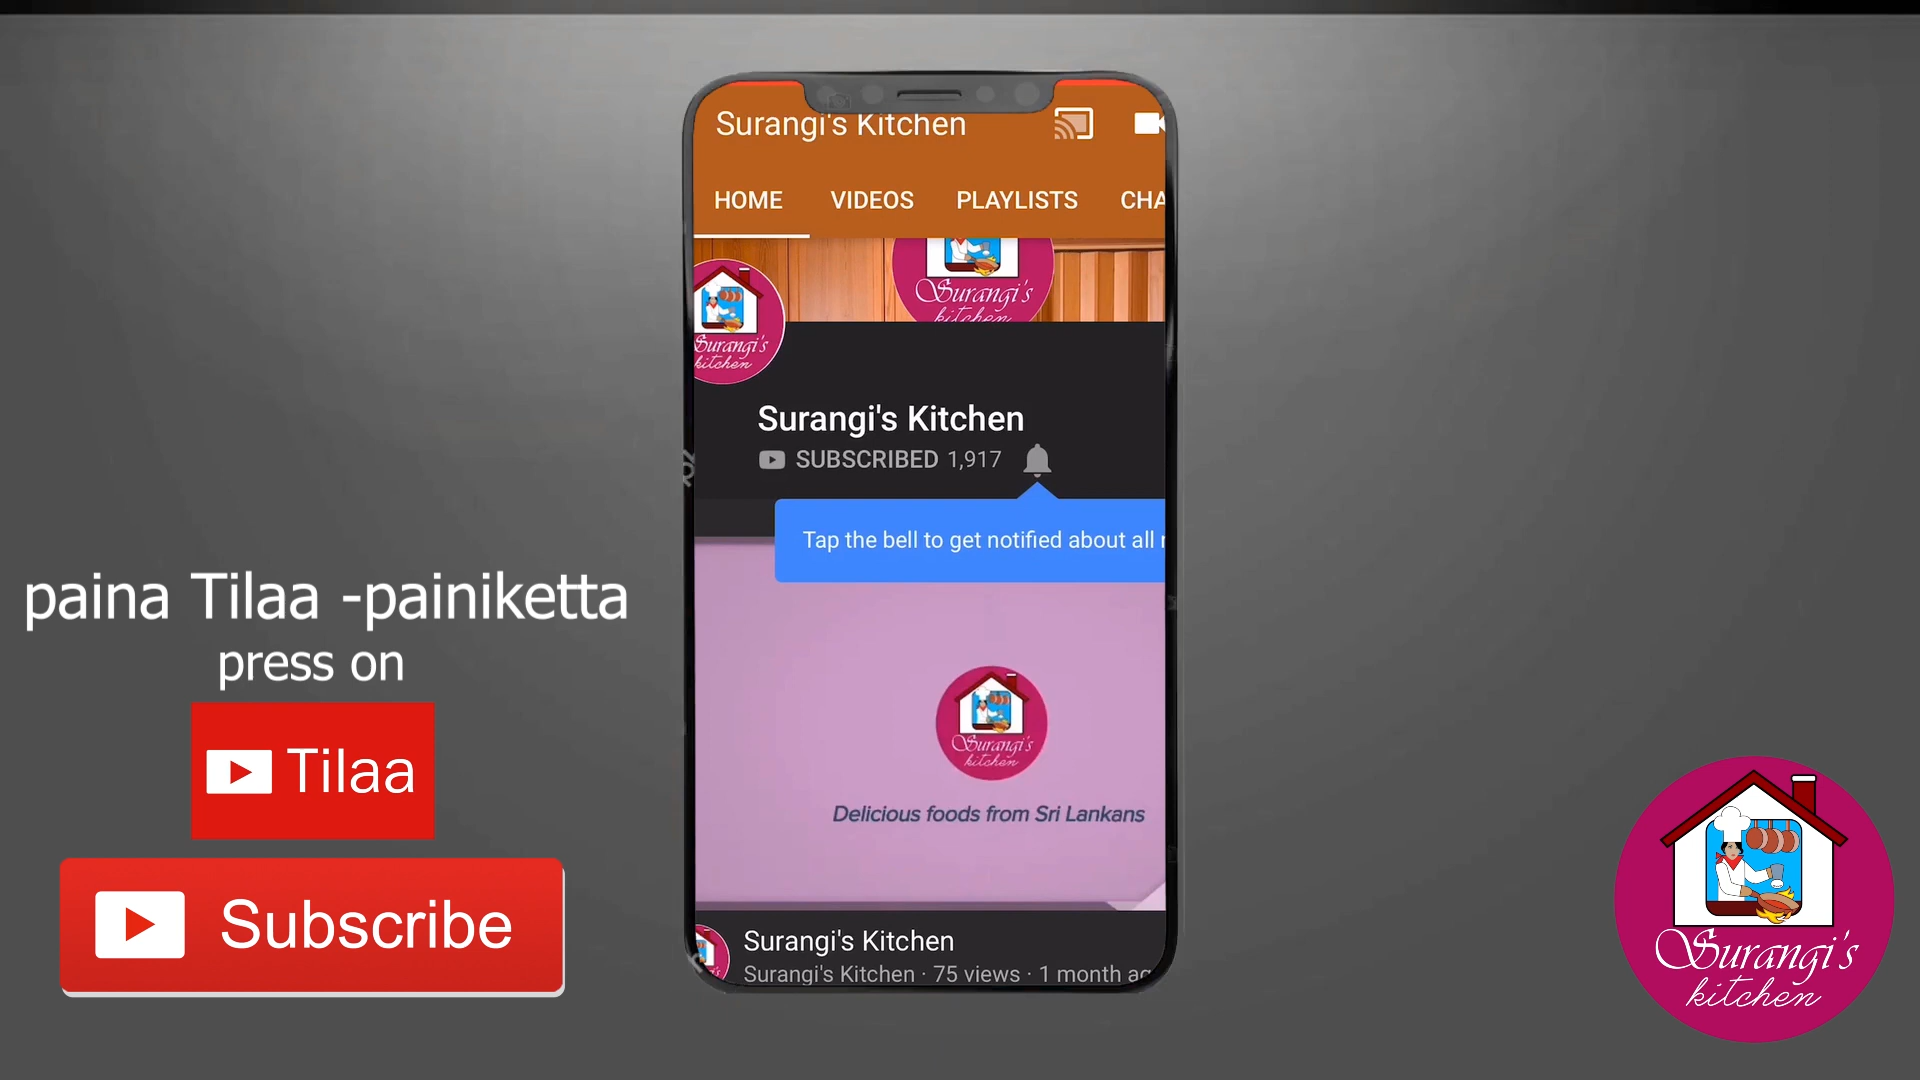 Surangi's Kitchen
HOME VIDEOS PLAYLISTS CHA
Surangi's
kitchen
Surangi's
kitchen
Surangi's Kitchen
SUBSCRIBED 1,917
Tap the bell to get notified about all
Surangi's
kitchen
Delicious foods from Sri Lankans
Surangi's Kitchen
Surangi's Kitchen · 75 views · 1 month ag
paina Tilaa -painiketta
press on
Tilaa
Subscribe
Surangi's
kitchen